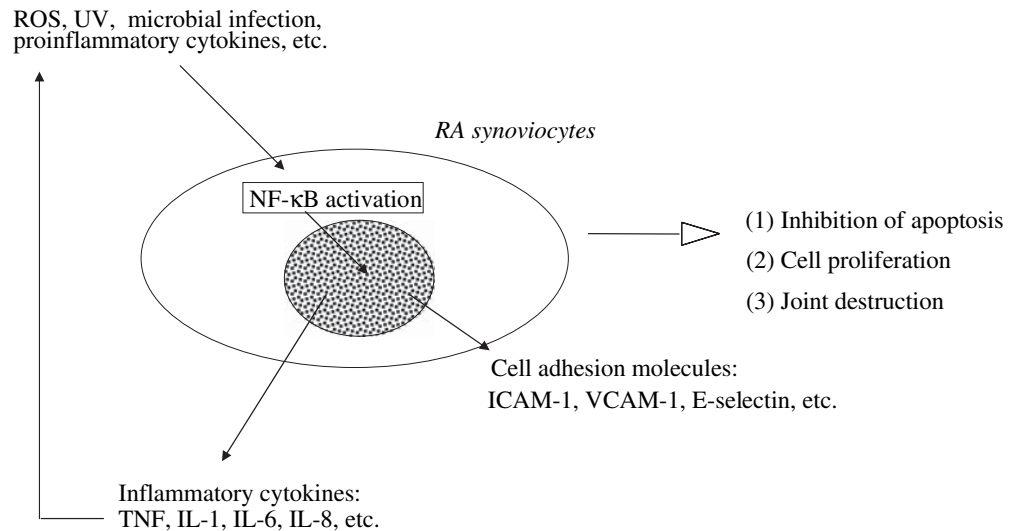 ROS, UV, microbial infection,
proinflammatory cytokines, etc.
RA synoviocytes
NF-κB activation
(1) Inhibition of apoptosis
(2) Cell proliferation
(3) Joint destruction
Cell adhesion molecules:
ICAM-1, VCAM-1, E-selectin, etc.
Inflammatory cytokines:
TNF, IL-1, IL-6, IL-8, etc.